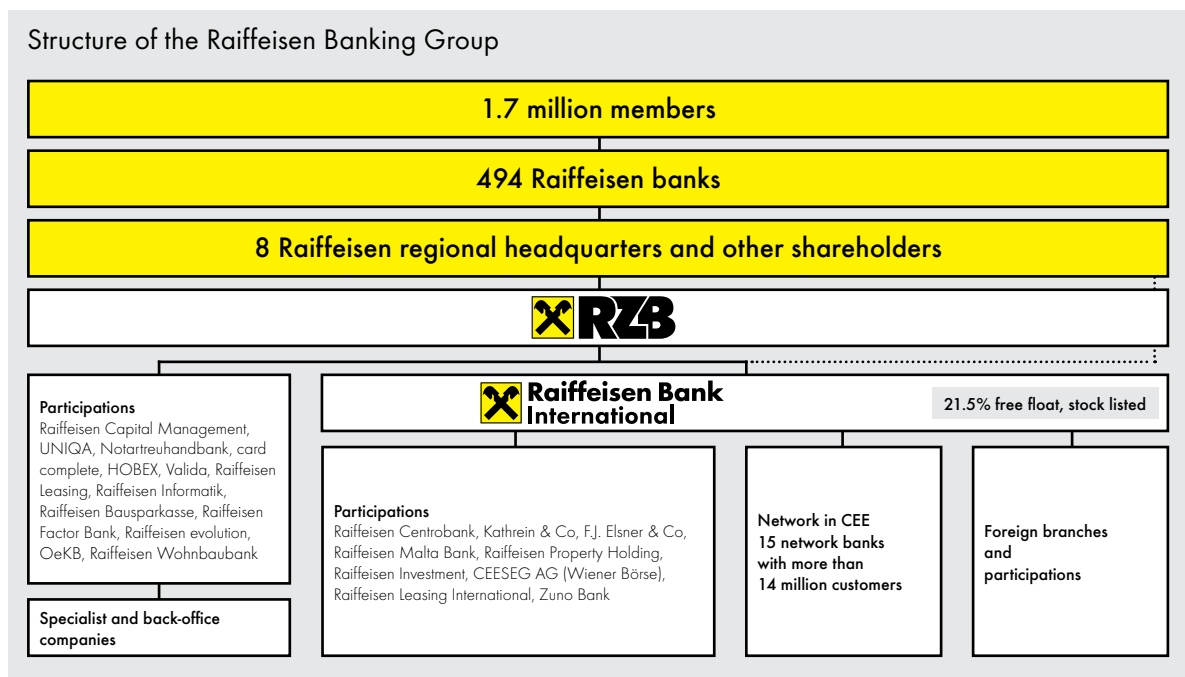 Structure of the Raiffeisen Banking Group
1.7 million members
494 Raiffeisen banks
8 Raiffeisen regional headquarters and other shareholders
RZB
Participations
Raiffeisen Capital Management,
UNIQA, Notartreuhandbank, card
complete, HOBEX, Valida, Raiffeisen
Leasing, Raiffeisen Informatik,
Raiffeisen Bausparkasse, Raiffeisen
Factor Bank, Raiffeisen evolution,
OeKB, Raiffeisen Wohnbaubank
Specialist and back-office
companies
Raiffeisen Bank
International
21.5% free float, stock listed
Participations
Raiffeisen Centrobank, Kathrein & Co, F.J. Elsner & Co,
Raiffeisen Malta Bank, Raiffeisen Property Holding,
Raiffeisen Investment, CEESEG AG (Wiener Börse),
Raiffeisen Leasing International, Zuno Bank
Network in CEE
15 network banks
with more than
14 million customers
Foreign branches
and
participations